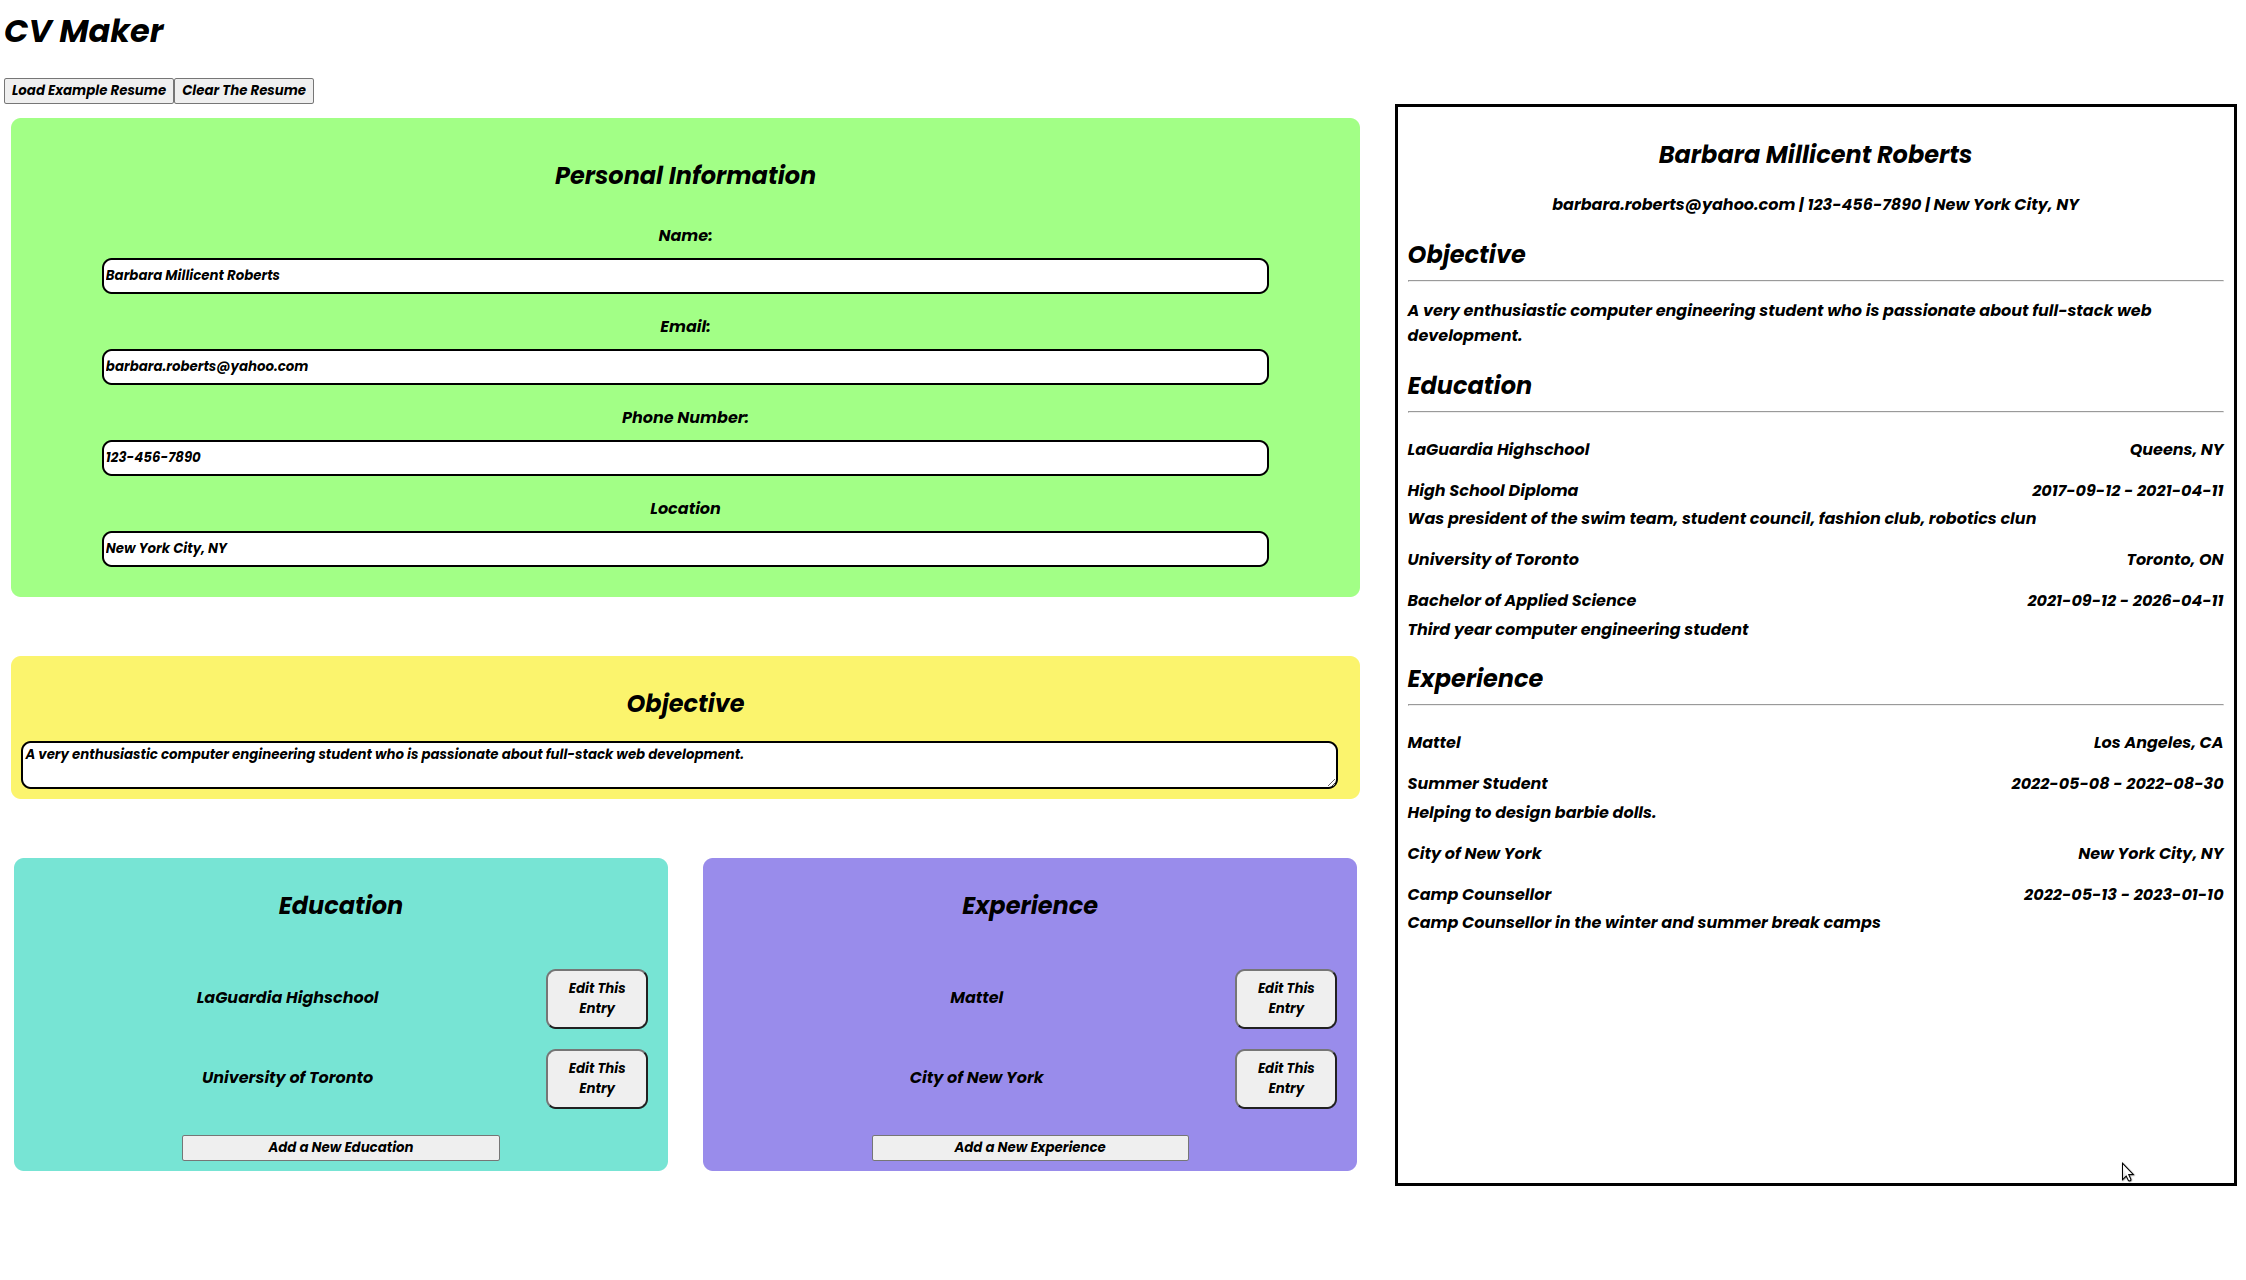 CV Maker
Load Example Resume Clear The Resume
Personal Information
Name:
Barbara Millicent Roberts
Email:
barbara.roberts@yahoo.com
Phone Number:
123-456-7890
Location
New York City, NY
Objective
A very enthusiastic computer engineering student who is passionate about full-stack web development.
Education
LaGuardia Highschool
Edit This
Entry
University of Toronto
Edit This
Entry
Add a New Education
Experience
Mattel
Edit This
Entry
City of New York
Edit This
Entry
Add a New Experience
Barbara Millicent Roberts
barbara.roberts@yahoo.com | 123-456-7890 | New York City, NY
Objective
A very enthusiastic computer engineering student who is passionate about full-stack web
development.
Education
LaGuardia Highschool Queens, NY
High School Diploma 2017-09-12 - 2021-04-11
Was president of the swim team, student council, fashion club, robotics clun
University of Toronto Toronto, ON
Bachelor of Applied Science 2021-09-12 - 2026-04-11
Third year computer engineering student
Experience
Mattel Los Angeles, CA
Summer Student 2022-05-08 - 2022-08-30
Helping to design barbie dolls.
City of New York New York City, NY
Camp Counsellor 2022-05-13 - 2023-01-10
Camp Counsellor in the winter and summer break camps